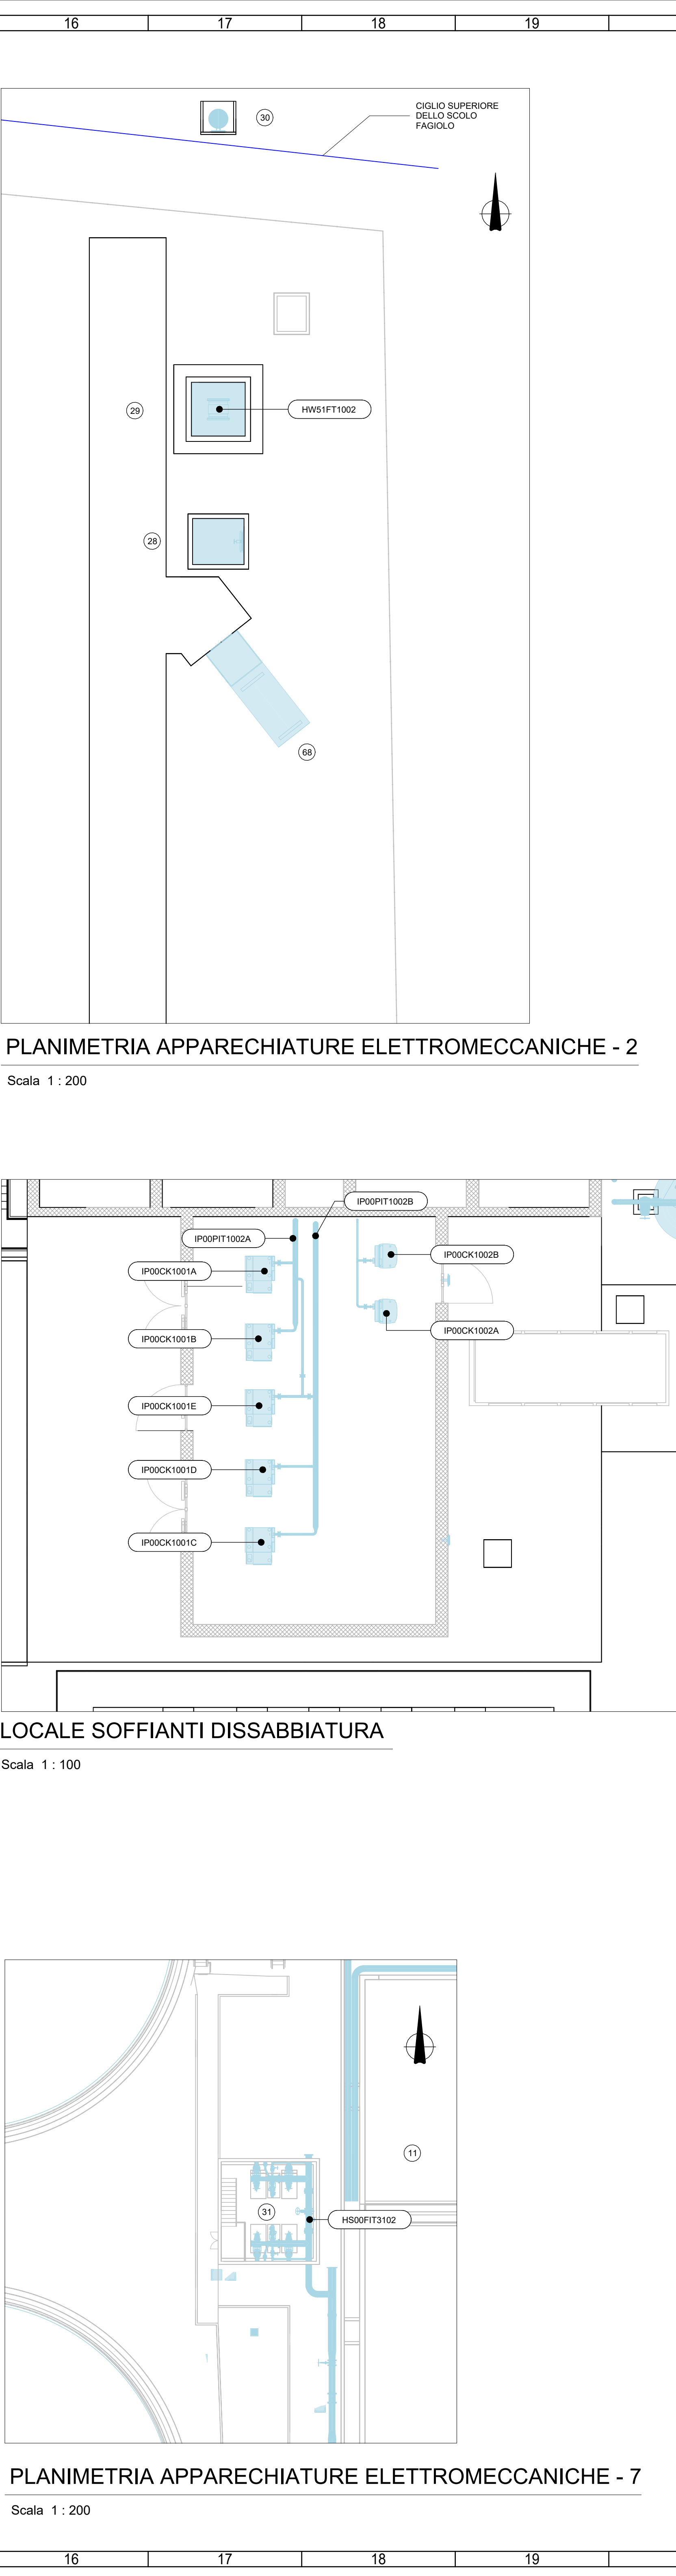 16 17 18 19
30
CIGLIO SUPERIORE
DELLO SCOLO
FAGIOLO
29
HW51FT1002
28
68
PLANIMETRIA APPARECHIATURE ELETTROMECCANICHE - 2
Scala 1 : 200
IP00PIT1002B
IP00PIT1002A
IP00CK1002B
IP00CK1001A
IP00CK1002A
IP00CK1001B
IP00CK1001E
IP00CK1001D
IP00CK1001C
LOCALE SOFFIANTI DISSABBIATURA
Scala 1 : 100
11
31
HS00FIT3102
PLANIMETRIA APPARECHIATURE ELETTROMECCANICHE - 7
Scala 1 : 200
16 17 18 19